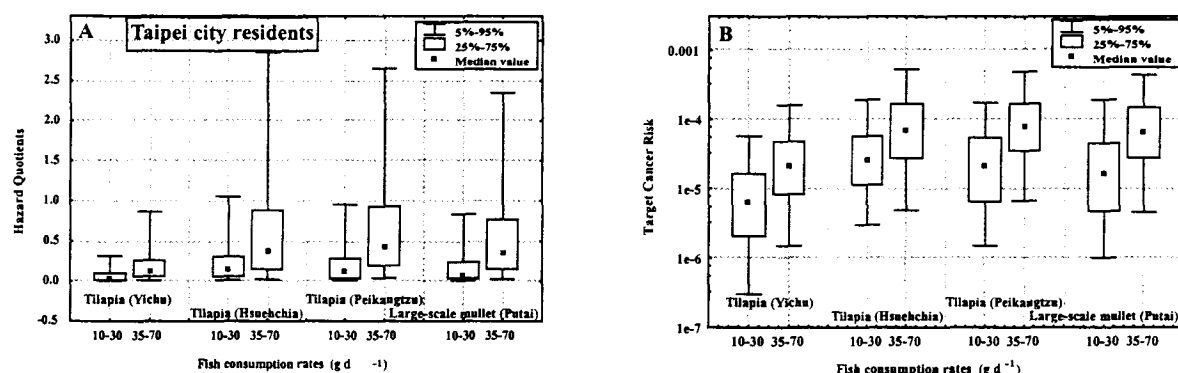 A
Taipei city residents
5%-95%
25%-75%
Median value
Hazard Quotients
3.0
2.5
2.0
1.5
1.0
0.5
0.0
-0.5
Tilapia (Yichu)
Tilapia (Hsuehchia)
Tilapia (Peikangtzu)
Large-scale mullet (Putai)
10-30 35-70 10-30 35-70 10-30 35-70 10-30 35-70
Fish consumption rates (g d -1)
B
5%-95%
25%-75%
Median value
Target Cancer Risk
0.001
1e-4
1e-5
1e-6
1e-7
Tilapia (Yichu)
Tilapia (Hsuehchia)
Tilapia (Peikangtzu)
Large-scale mullet (Putai)
10-30 35-70 10-30 35-70 10-30 35-70 10-30 35-70
Fish consumption rates (g d -1)